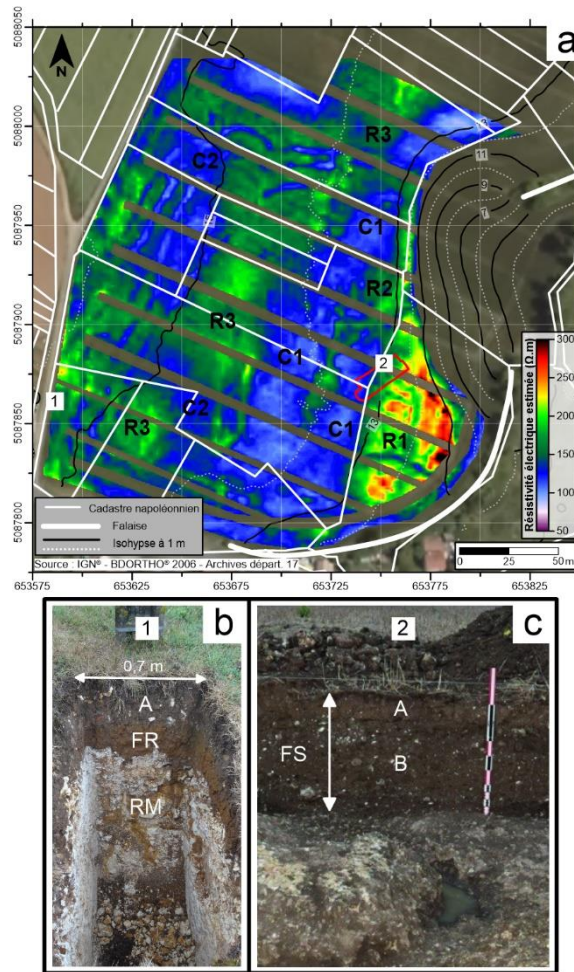 a
N
5088050
5088000
5087950
5087900
5087850
5087800
R3
C2
C1
R2
R3
C1
C2
R3
C1
R1
1
2
13
11
9
7
13
Résistivité électrique estimée (Ω.m)
300
250
200
150
100
50
Cadastre napoléonnien
Falaise
Isohypse à 1 m
0 25 50m
Source : IGN® - BDORTHO® 2006 - Archives départ. 17
653575 653625 653675 653725 653775 653825
1
b
0,7 m
A
FR
RM
2
c
FS
A
B